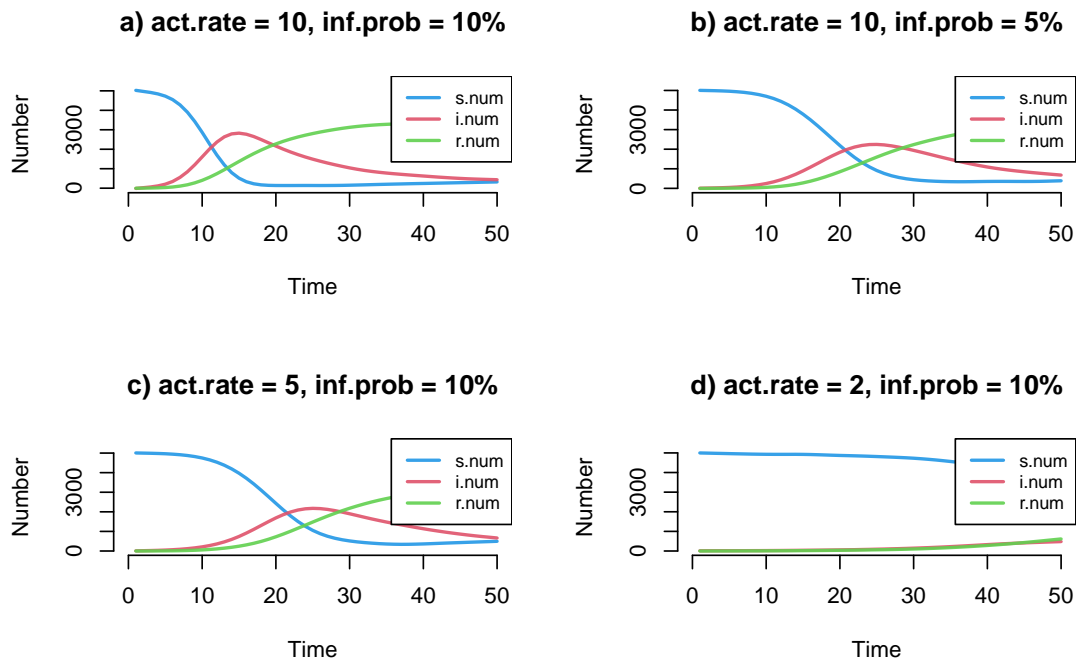 a) act.rate = 10, inf.prob = 10%
Number
3000
0
s.num
i.num
r.num
0 10 20 30 40 50
Time
b) act.rate = 10, inf.prob = 5%
Number
3000
0
s.num
i.num
r.num
0 10 20 30 40 50
Time
c) act.rate = 5, inf.prob = 10%
Number
3000
0
s.num
i.num
r.num
0 10 20 30 40 50
Time
d) act.rate = 2, inf.prob = 10%
Number
3000
0
s.num
i.num
r.num
0 10 20 30 40 50
Time